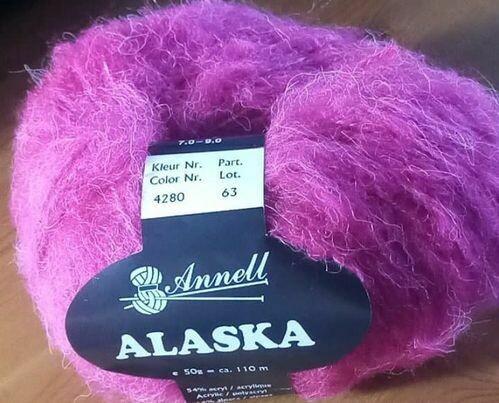 7.0-9.0
Kleur Nr. Part.
Color Nr. Lot.
4280 63
Annell
ALASKA
e 50g = ca. 110 m
54% acryl / acrylique
Acrylic / polyacryl